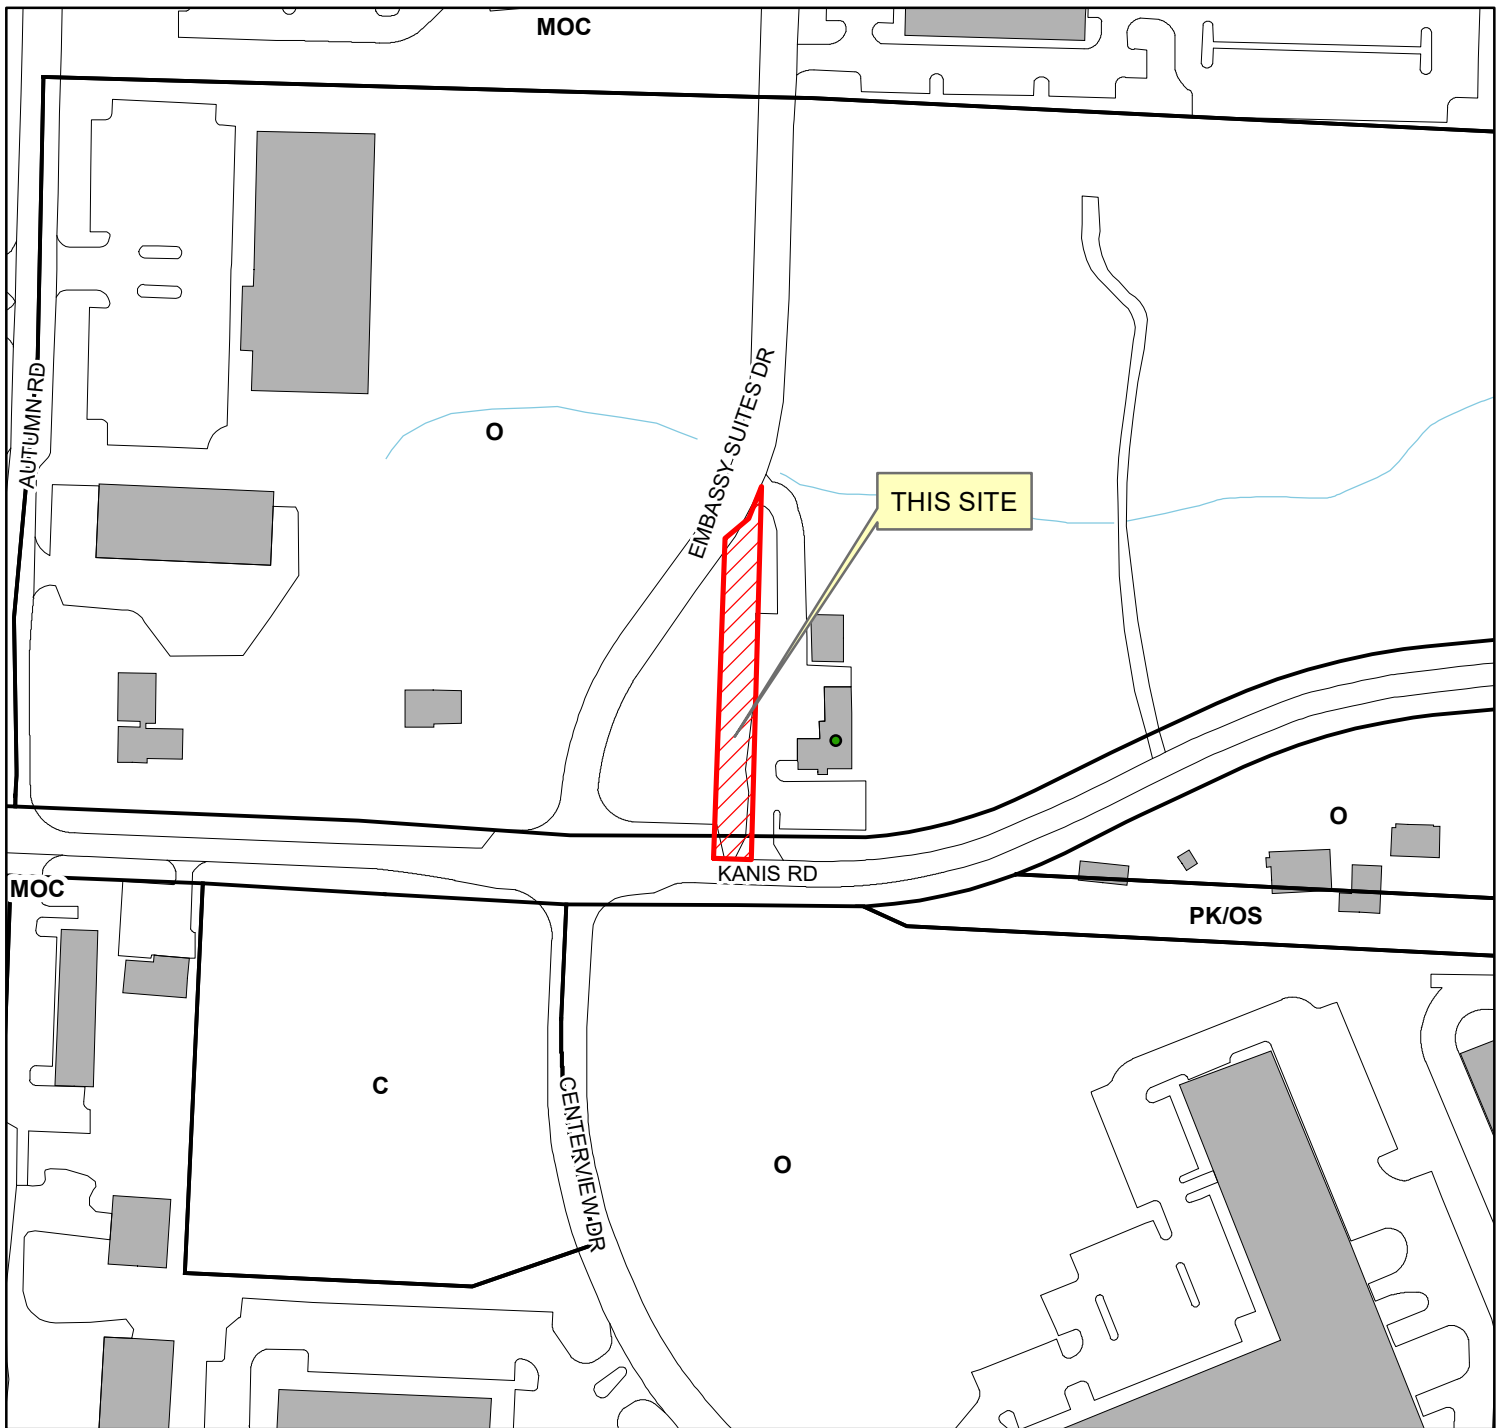 MOC
AUTUMN RD
O
EMBASSY SUITES DR
THIS SITE
O
KANIS RD
MOC
PK/OS
C
CENTERVIEW DR
O